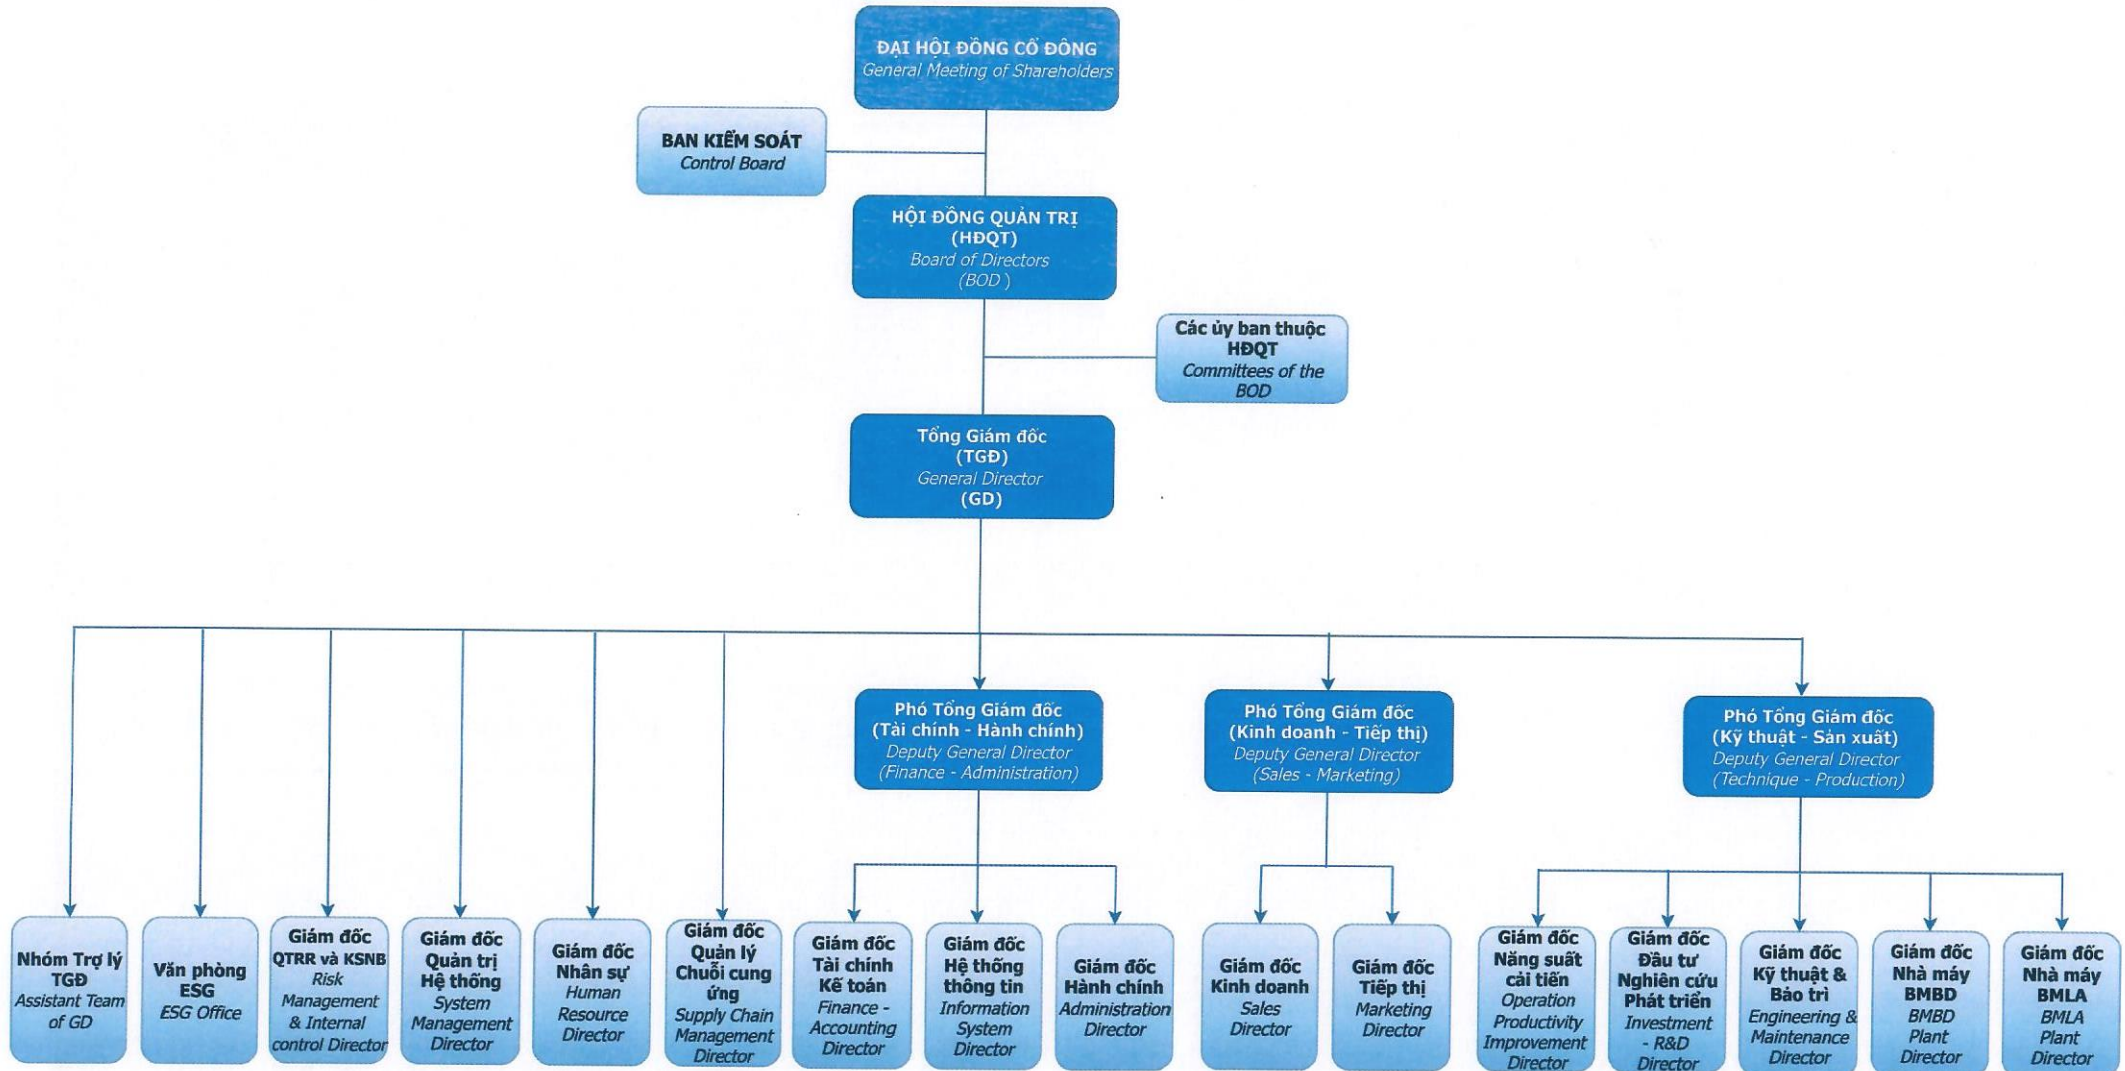 ĐẠI HỘI ĐỒNG CỔ ĐÔNG
General Meeting of Shareholders
BAN KIỂM SOÁT
Control Board
HỘI ĐỒNG QUẢN TRỊ
(HĐQT)
Board of Directors
(BOD )
Các ủy ban thuộc
HĐQT
Committees of the
BOD
Tổng Giám đốc
(TGĐ)
General Director
(GD)
Phó Tổng Giám đốc
(Tài chính - Hành chính)
Deputy General Director
(Finance - Administration)
Phó Tổng Giám đốc
(Kinh doanh - Tiếp thị)
Deputy General Director
(Sales - Marketing)
Phó Tổng Giám đốc
(Kỹ thuật - Sản xuất)
Deputy General Director
(Technique - Production)
Nhóm Trợ lý
TGĐ
Assistant Team
of GD
Văn phòng
ESG
ESG Office
Giám đốc
QTRR và KSNB
Risk
Management
& Internal
control Director
Giám đốc
Quản trị
Hệ thống
System
Management
Director
Giám đốc
Nhân sự
Human
Resource
Director
Giám đốc
Quản lý
Chuỗi cung
ứng
Supply Chain
Management
Director
Giám đốc
Tài chính
Kế toán
Finance -
Accounting
Director
Giám đốc
Hệ thống
thông tin
Information
System
Director
Giám đốc
Hành chính
Administration
Director
Giám đốc
Kinh doanh
Sales
Director
Giám đốc
Tiếp thị
Marketing
Director
Giám đốc
Năng suất
cải tiến
Operation
Productivity
Improvement
Director
Giám đốc
Đầu tư
Nghiên cứu
Phát triển
Investment
- R&D
Director
Giám đốc
Kỹ thuật &
Bảo trì
Engineering &
Maintenance
Director
Giám đốc
Nhà máy
BMBD
BMBD
Plant
Director
Giám đốc
Nhà máy
BMLA
BMLA
Plant
Director